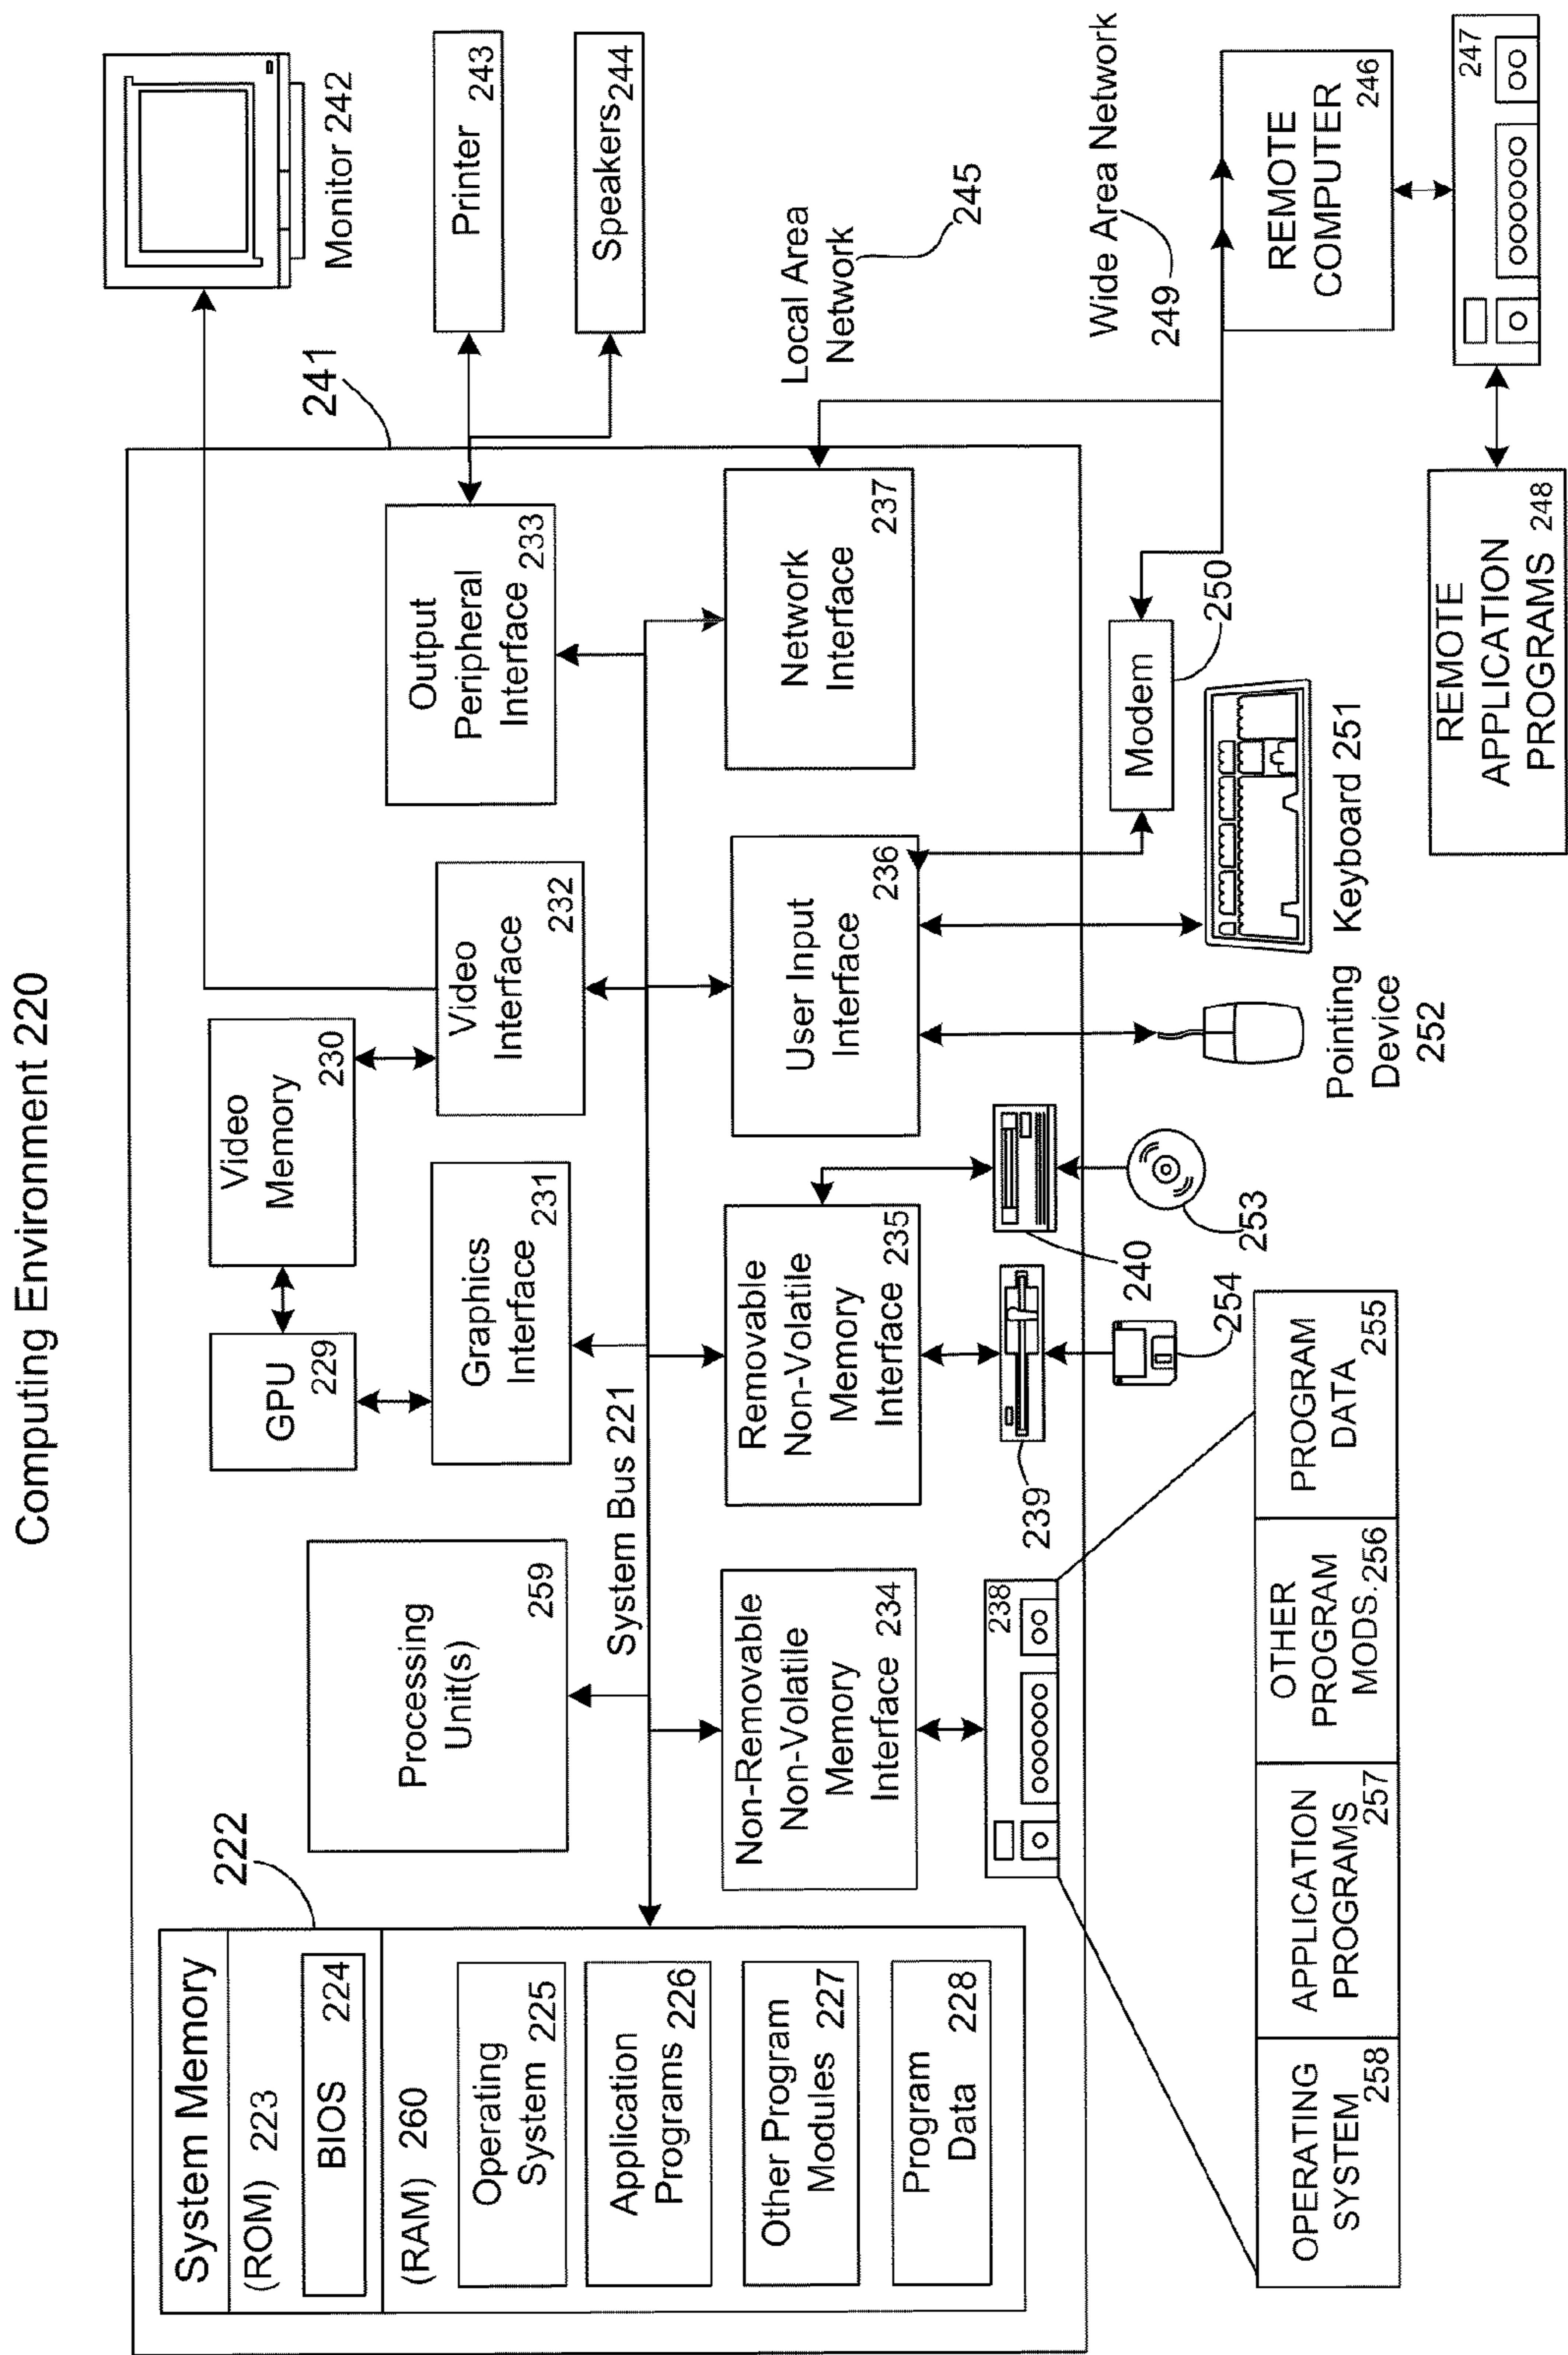 Computing Environment 220
222
System Memory
(ROM) 223
BIOS 224
(RAM) 260
Operating
System 225
Application
Programs 226
Other Program
Modules 227
Program
Data 228
Processing
Unit(s)
259
GPU
229
Video
Memory
230
Graphics
Interface
231
Video
Interface
232
Output
Peripheral
Interface 233
System Bus 221
Non-Removable
Non-Volatile
Memory
Interface 234
Removable
Non-Volatile
Memory
Interface 235
User Input
Interface
236
Network
Interface
237
238
239
240
241
Monitor 242
Printer
243
Speakers 244
Local Area
Network
245
Wide Area Network
249
REMOTE
COMPUTER
246
247
REMOTE
APPLICATION
PROGRAMS 248
Modem
250
Keyboard 251
Pointing
Device
252
253
254
OPERATING
SYSTEM
258
APPLICATION
PROGRAMS
257
OTHER
PROGRAM
MODS. 256
PROGRAM
DATA
255